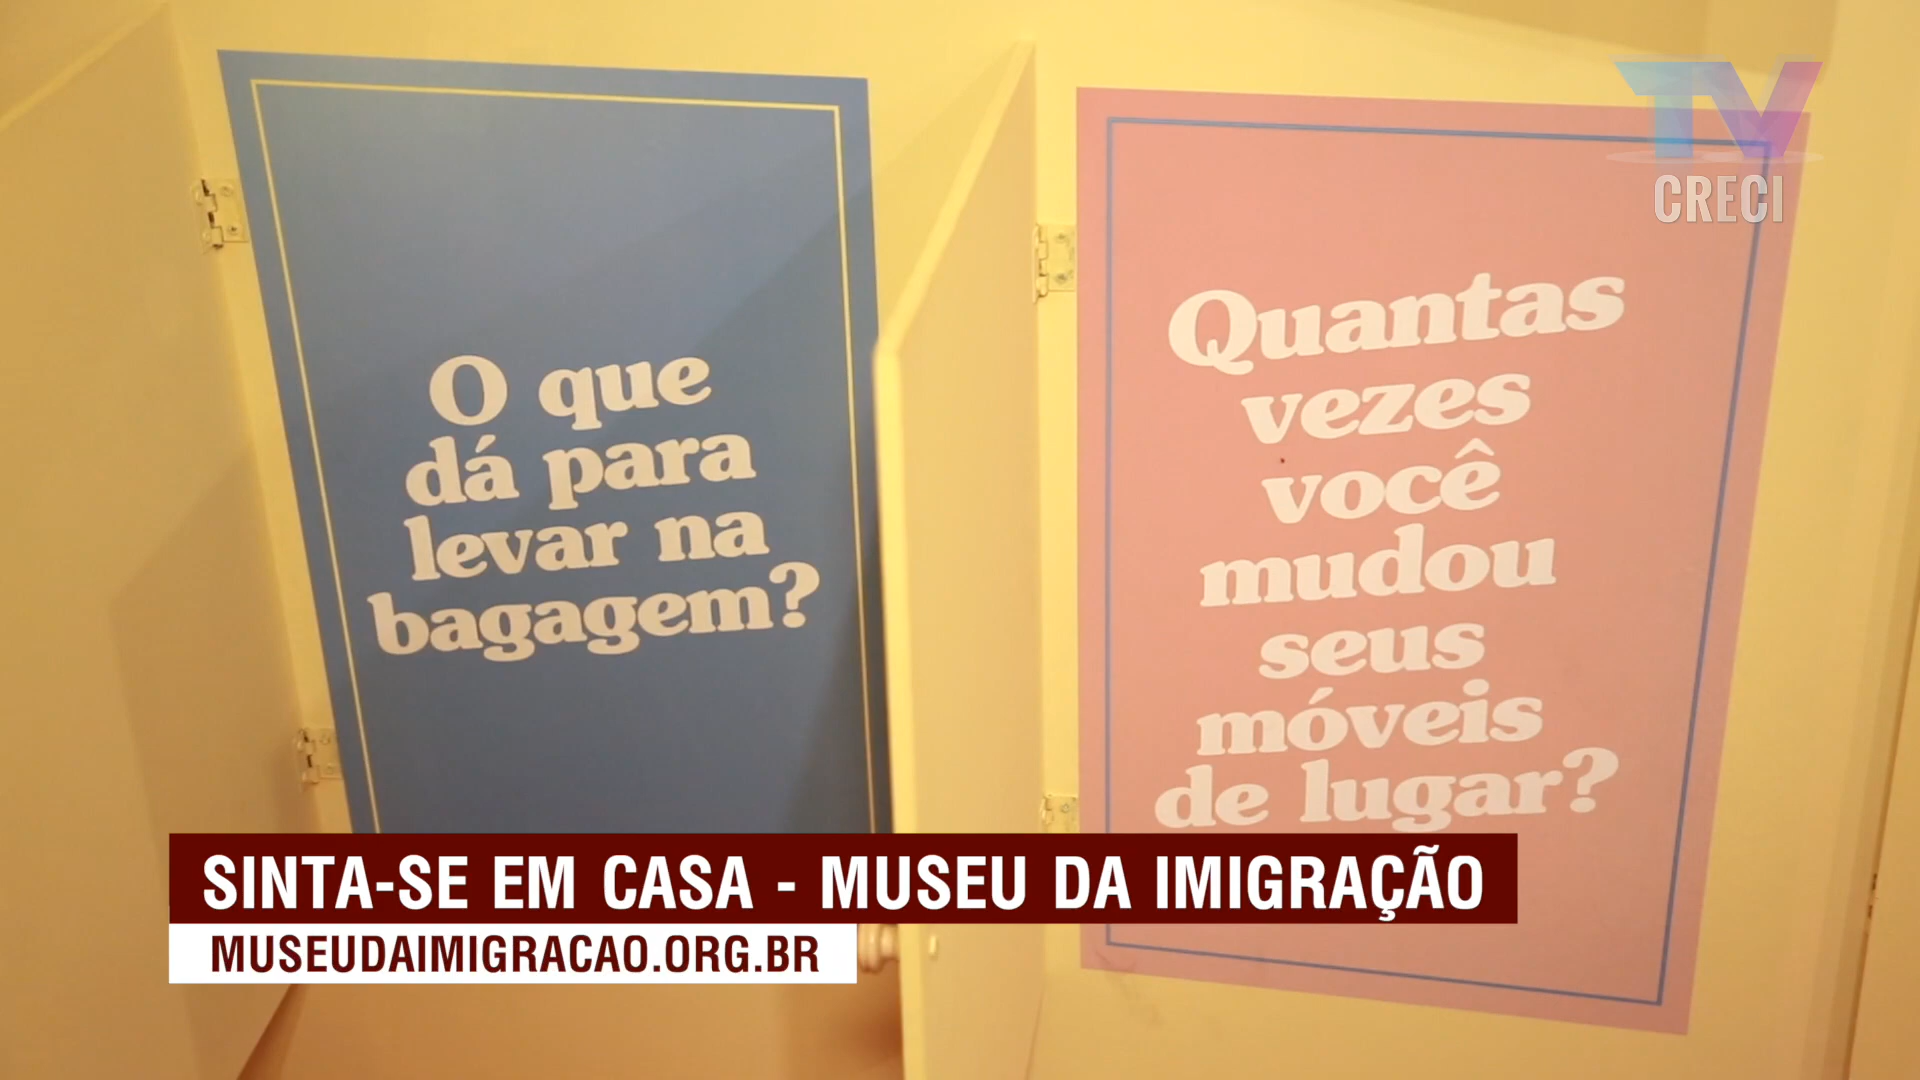 TV
CRECI
O que
dá para
levar na
bagagem?
Quantas
vezes
você
mudou
seus
móveis
de lugar?
SINTA-SE EM CASA - MUSEU DA IMIGRAÇÃO
MUSEUDAIMIGRACAO.ORG.BR